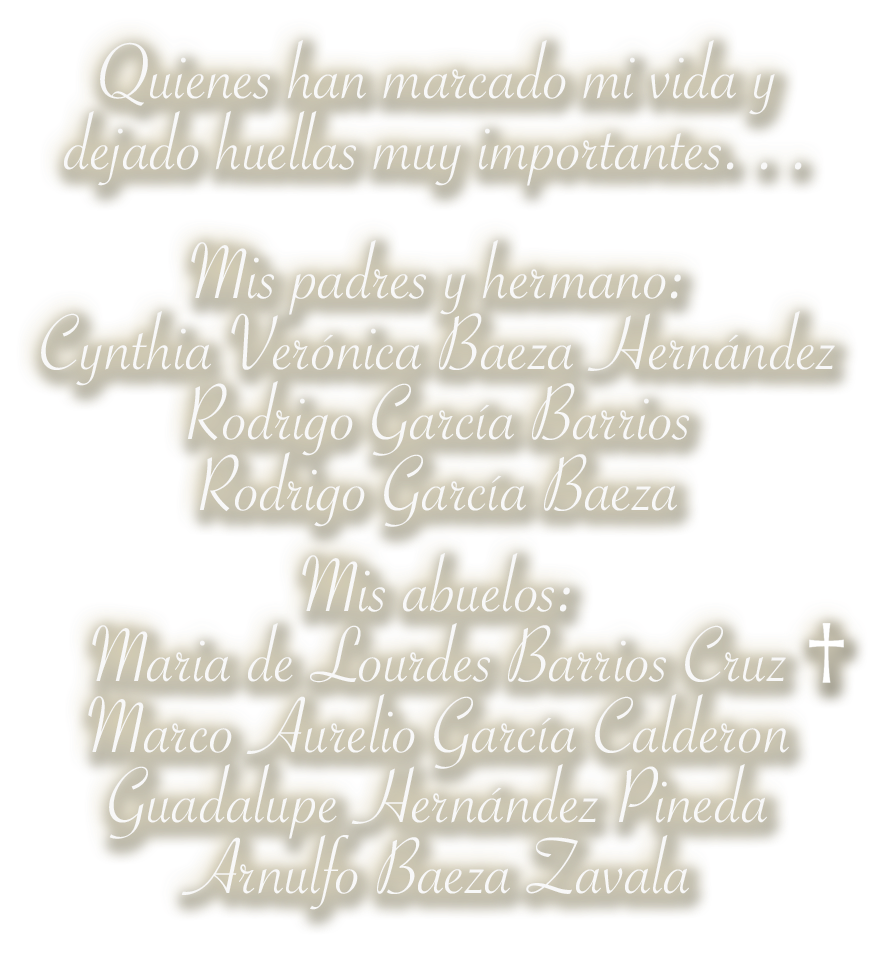 Quienes han marcado mi vida y
dejado huellas muy importantes. . .
Mis padres y hermano:
Cynthia Verónica Baeza Hernández
Rodrigo García Barrios
Rodrigo García Baeza
Mis abuelos:
Maria de Lourdes Barrios Cruz †
Marco Aurelio García Calderon
Guadalupe Hernández Pineda
Arnulfo Baeza Zavala